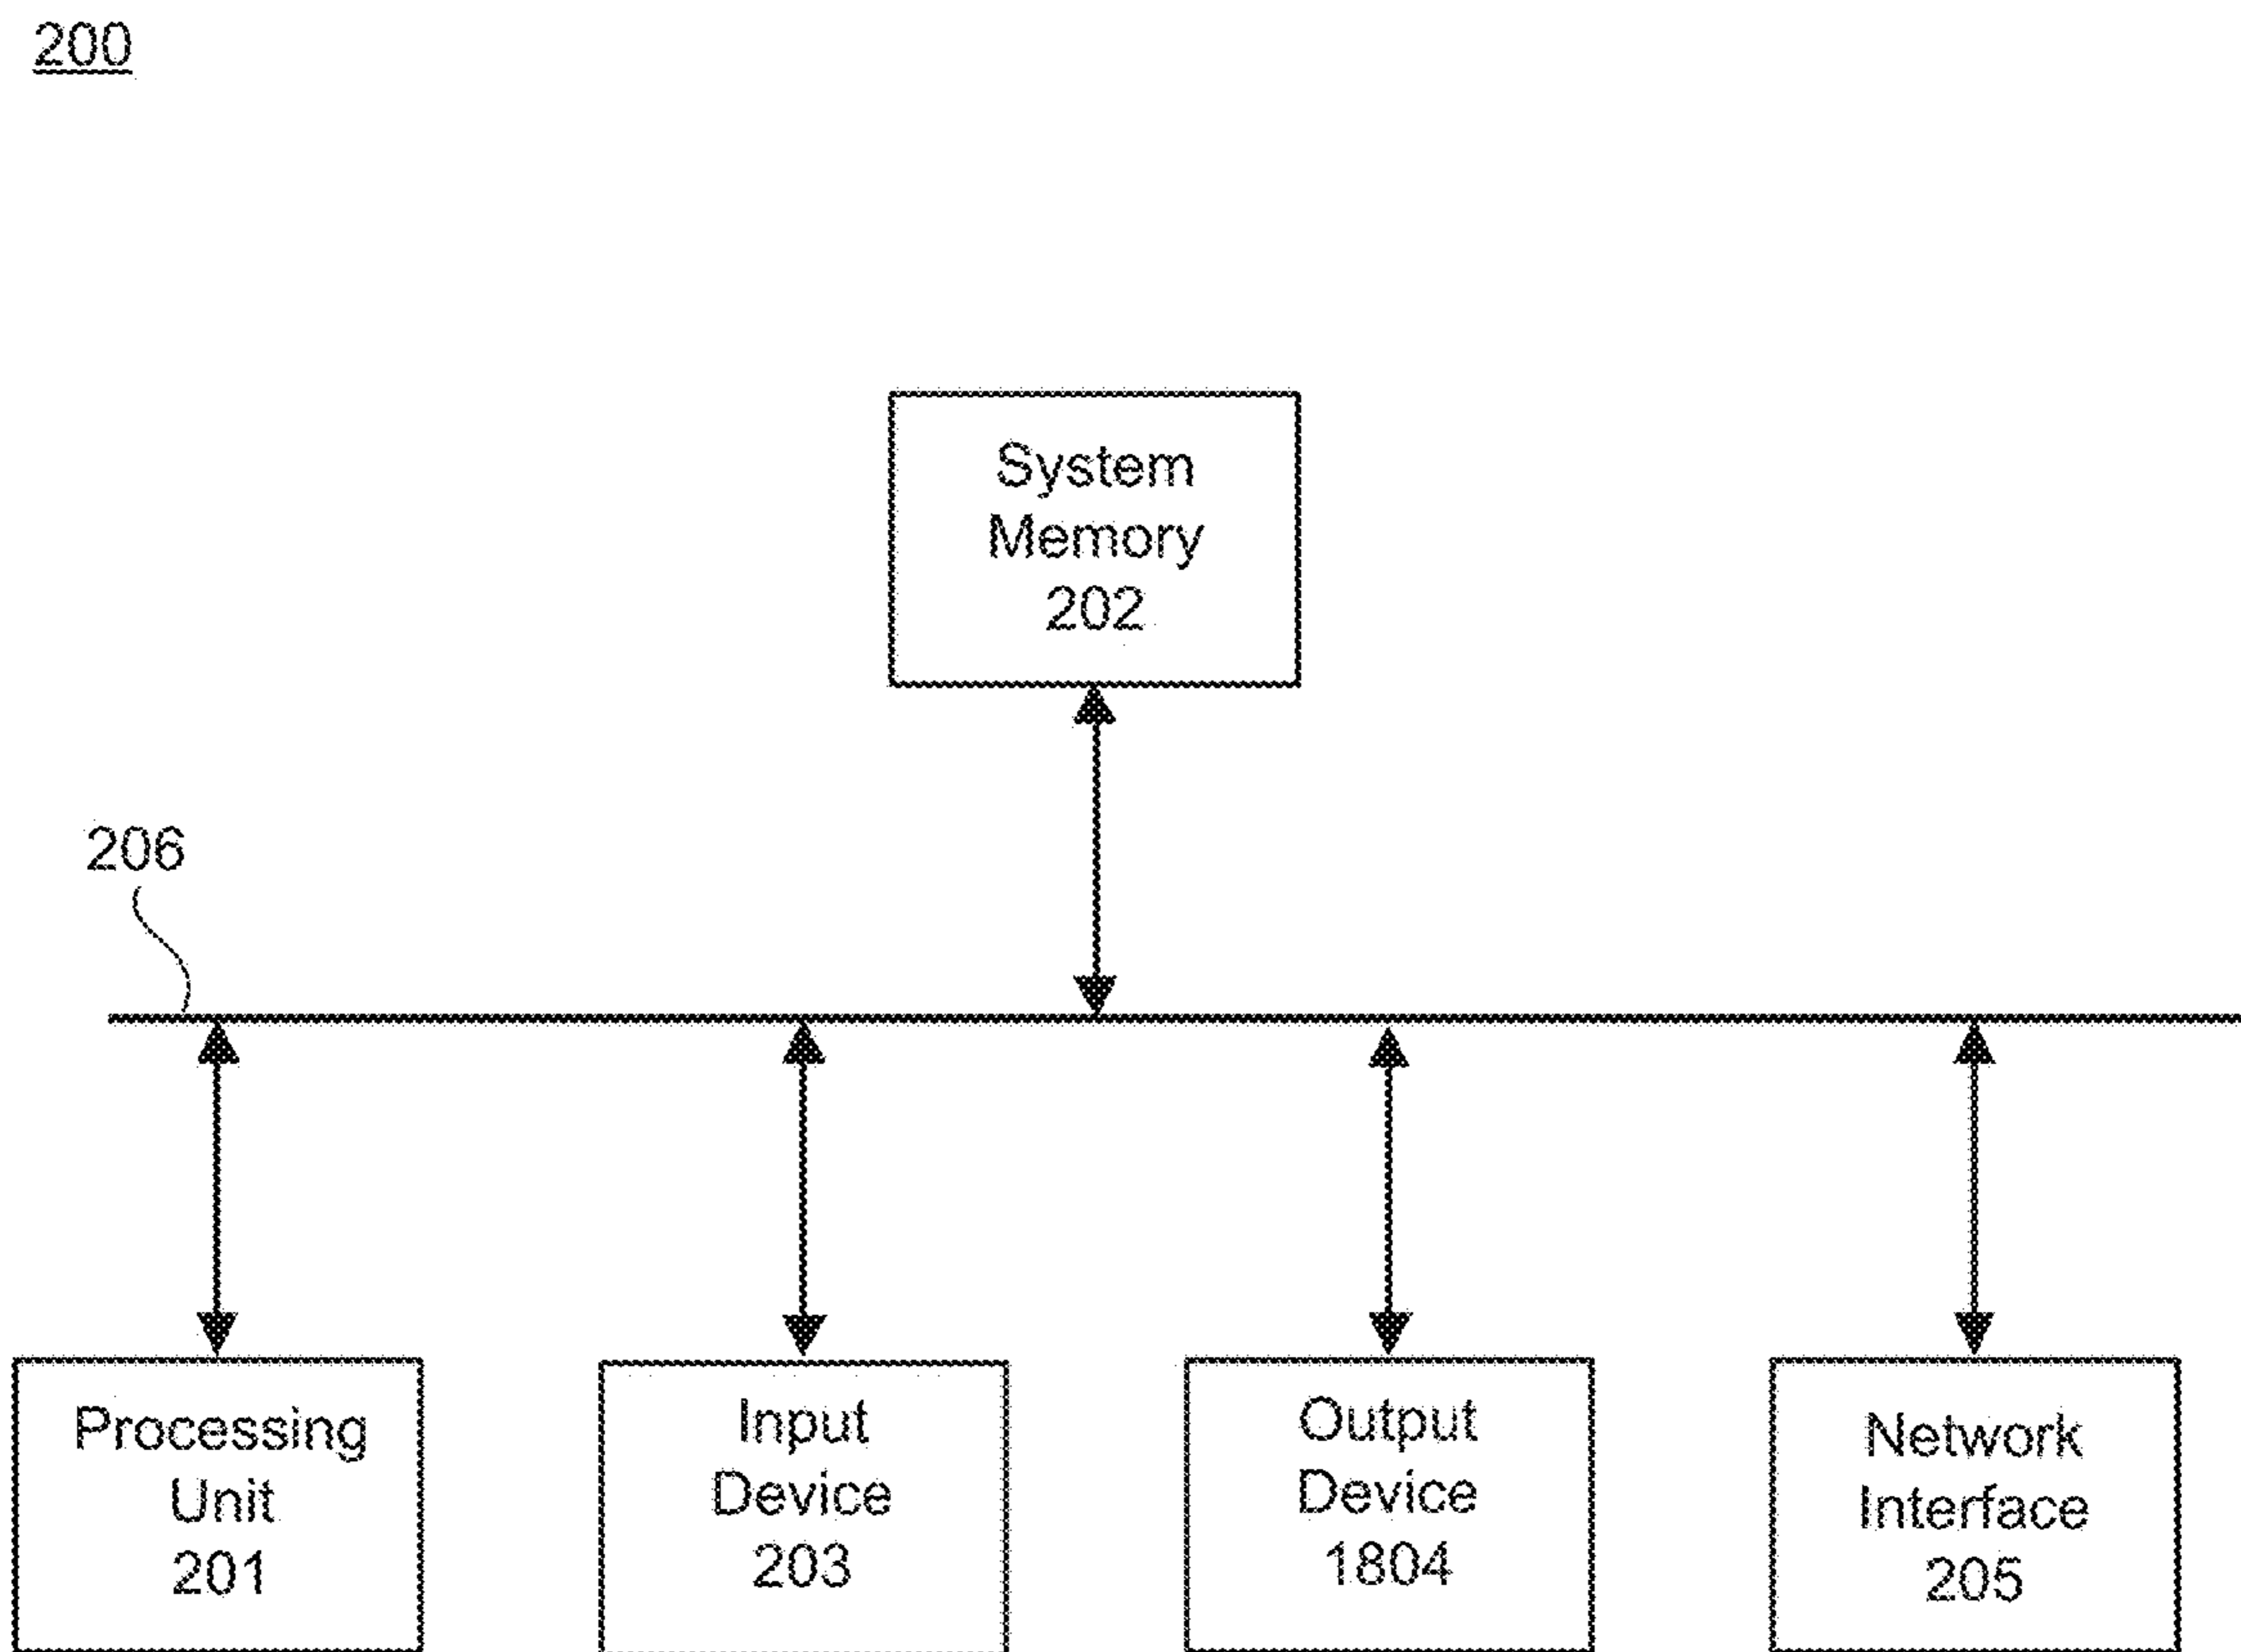 200
System
Memory
202
206
Processing
Unit
201
Input
Device
203
Output
Device
1804
Network
Interface
205